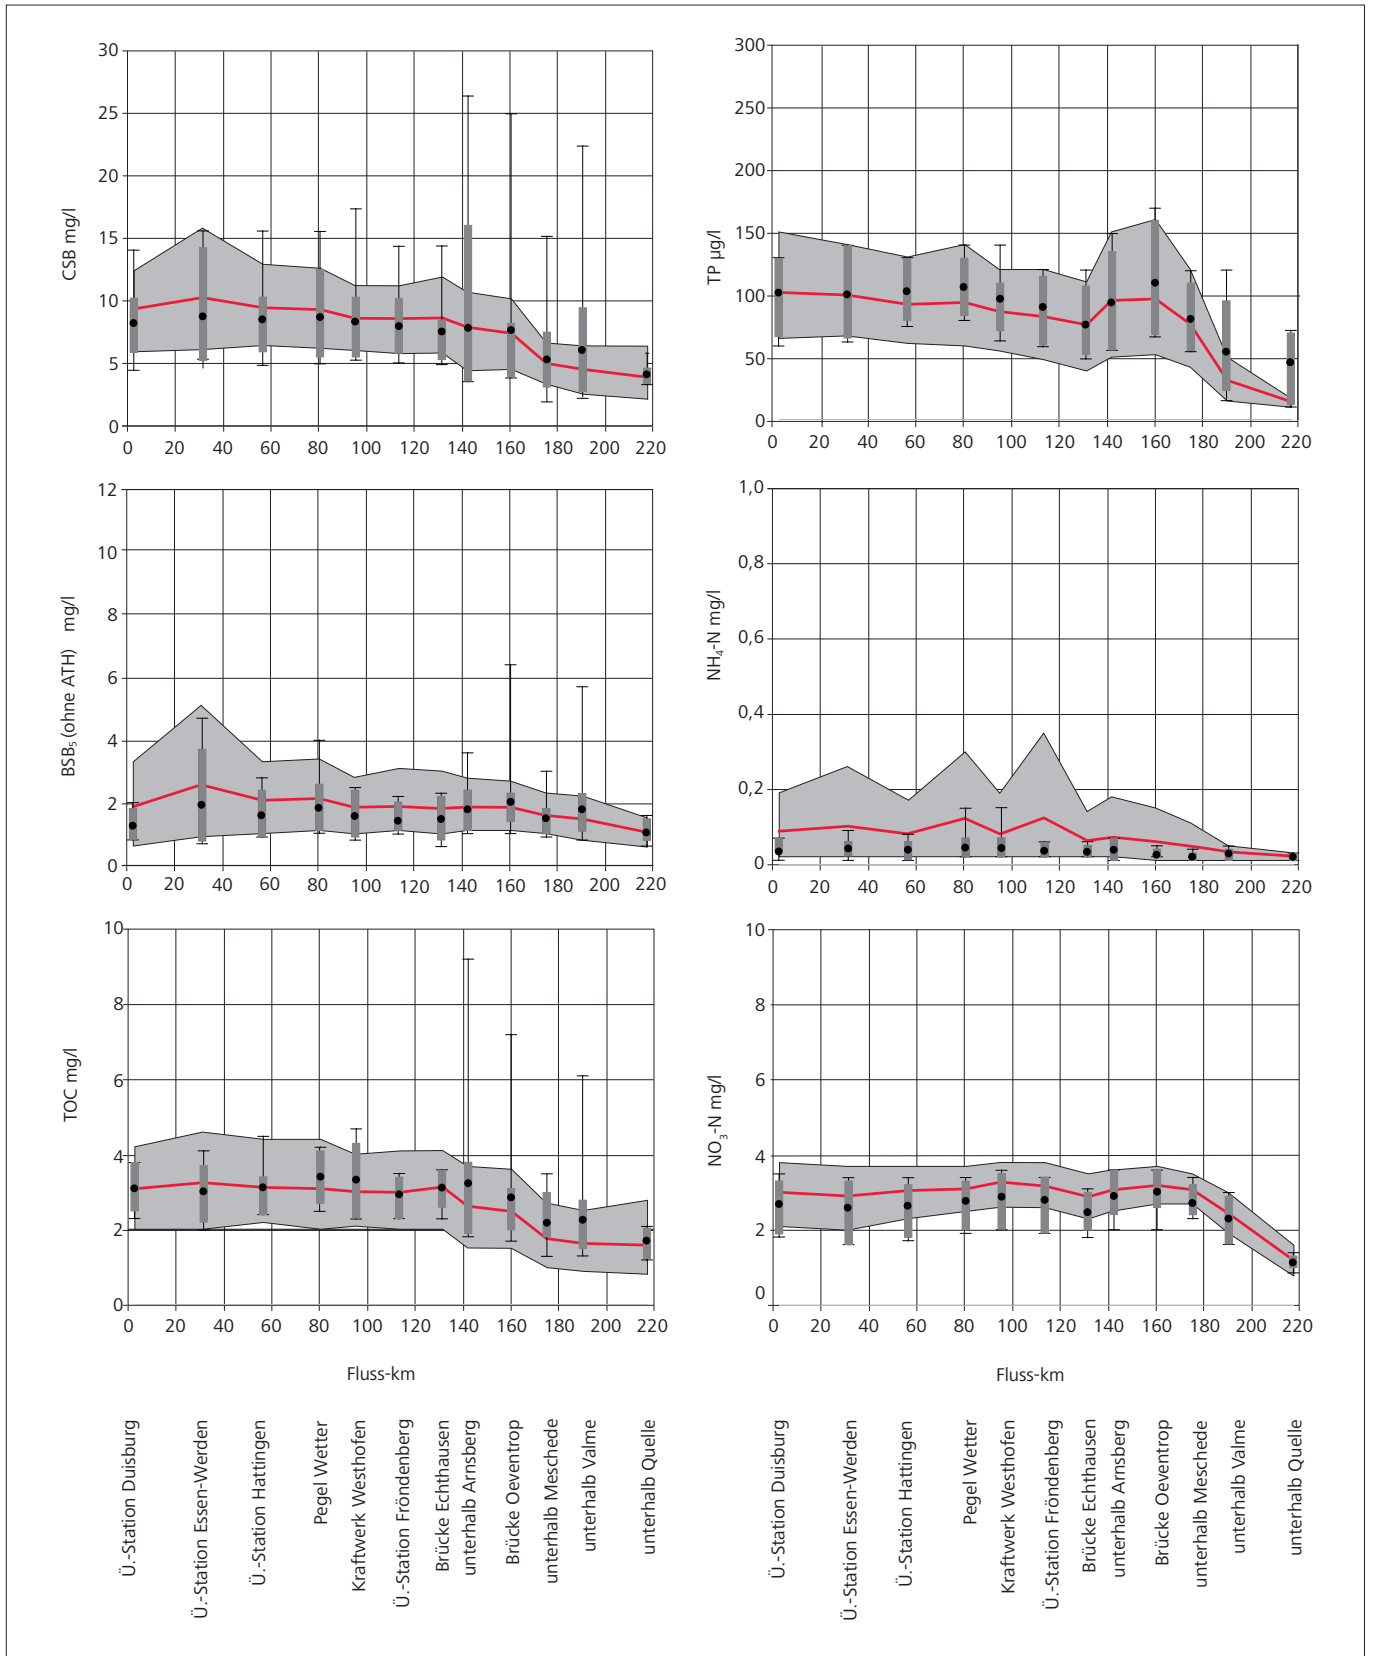 30
25
20
15
10
5
0
CSB mg/l
0 20 40 60 80 100 120 140 160 180 200 220
300
250
200
150
100
50
0
TP µg/l
0 20 40 60 80 100 120 140 160 180 200 220
12
10
8
6
4
2
0
BSB₅ (ohne ATH) mg/l
0 20 40 60 80 100 120 140 160 180 200 220
1,0
0,8
0,6
0,4
0,2
0
NH₄-N mg/l
0 20 40 60 80 100 120 140 160 180 200 220
10
8
6
4
2
0
TOC mg/l
0 20 40 60 80 100 120 140 160 180 200 220
Fluss-km
10
8
6
4
2
0
NO₃-N mg/l
0 20 40 60 80 100 120 140 160 180 200 220
Fluss-km
Ü.-Station Duisburg
Ü.-Station Essen-Werden
Ü.-Station Hattingen
Pegel Wetter
Kraftwerk Westhofen
Ü.-Station Fröndenberg
Brücke Echthausen
unterhalb Arnsberg
Brücke Oeventrop
unterhalb Meschede
unterhalb Valme
unterhalb Quelle
Ü.-Station Duisburg
Ü.-Station Essen-Werden
Ü.-Station Hattingen
Pegel Wetter
Kraftwerk Westhofen
Ü.-Station Fröndenberg
Brücke Echthausen
unterhalb Arnsberg
Brücke Oeventrop
unterhalb Meschede
unterhalb Valme
unterhalb Quelle